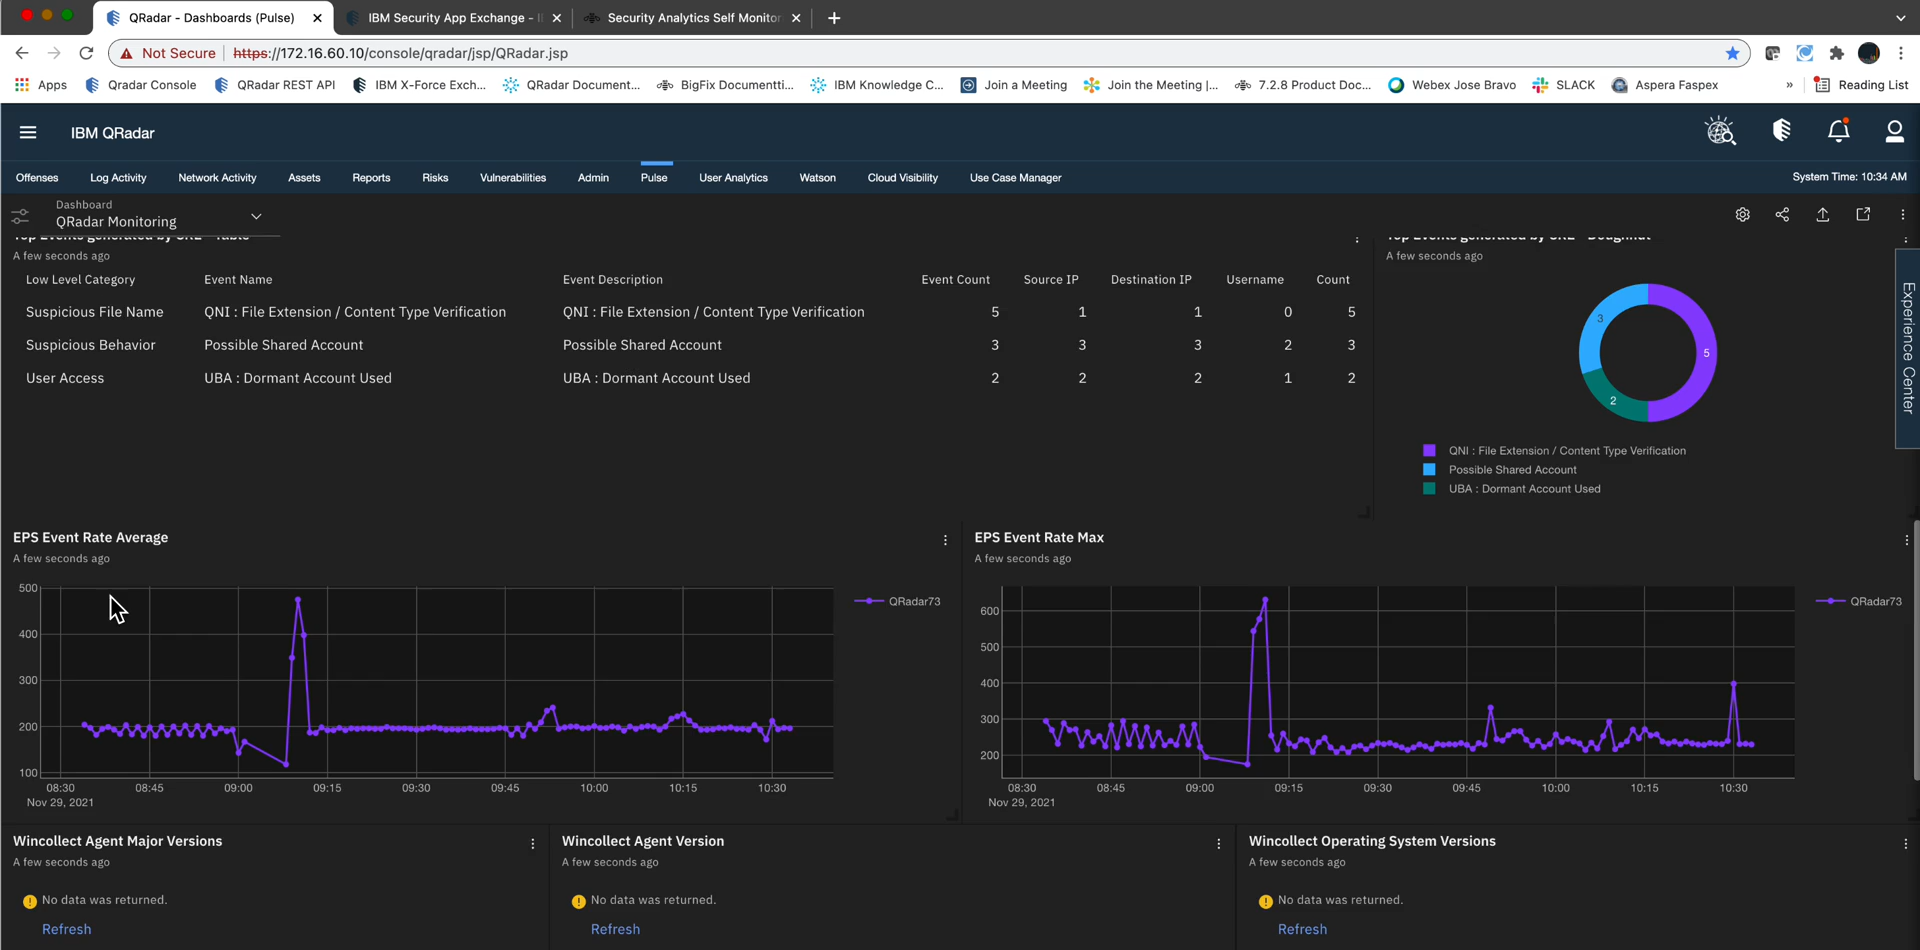 QRadar - Dashboards (Pulse)
IBM Security App Exchange - I
Security Analytics Self Monitor
Not Secure
https://172.16.60.10/console/qradar/jsp/QRadar.jsp
Apps
Qradar Console
QRadar REST API
IBM X-Force Exch...
QRadar Document...
BigFix Documentti...
IBM Knowledge C...
Join a Meeting
Join the Meeting |...
7.2.8 Product Doc...
Webex Jose Bravo
SLACK
Aspera Faspex
»
Reading List
IBM QRadar
Offenses
Log Activity
Network Activity
Assets
Reports
Risks
Vulnerabilities
Admin
Pulse
User Analytics
Watson
Cloud Visibility
Use Case Manager
System Time: 10:34 AM
Dashboard
QRadar Monitoring
Top Events generated by CRE - Table
A few seconds ago
Low Level Category Event Name Event Description Event Count Source IP Destination IP Username Count
Suspicious File Name QNI : File Extension / Content Type Verification QNI : File Extension / Content Type Verification 5 1 1 0 5
Suspicious Behavior Possible Shared Account Possible Shared Account 3 3 3 2 3
User Access UBA : Dormant Account Used UBA : Dormant Account Used 2 2 2 1 2
Top Events generated by CRE - Doughnut
A few seconds ago
3
5
2
QNI : File Extension / Content Type Verification
Possible Shared Account
UBA : Dormant Account Used
Experience Center
EPS Event Rate Average
A few seconds ago
500
400
300
200
100
08:30 08:45 09:00 09:15 09:30 09:45 10:00 10:15 10:30
Nov 29, 2021
QRadar73
EPS Event Rate Max
A few seconds ago
600
500
400
300
200
08:30 08:45 09:00 09:15 09:30 09:45 10:00 10:15 10:30
Nov 29, 2021
QRadar73
Wincollect Agent Major Versions
A few seconds ago
No data was returned.
Refresh
Wincollect Agent Version
A few seconds ago
No data was returned.
Refresh
Wincollect Operating System Versions
A few seconds ago
No data was returned.
Refresh